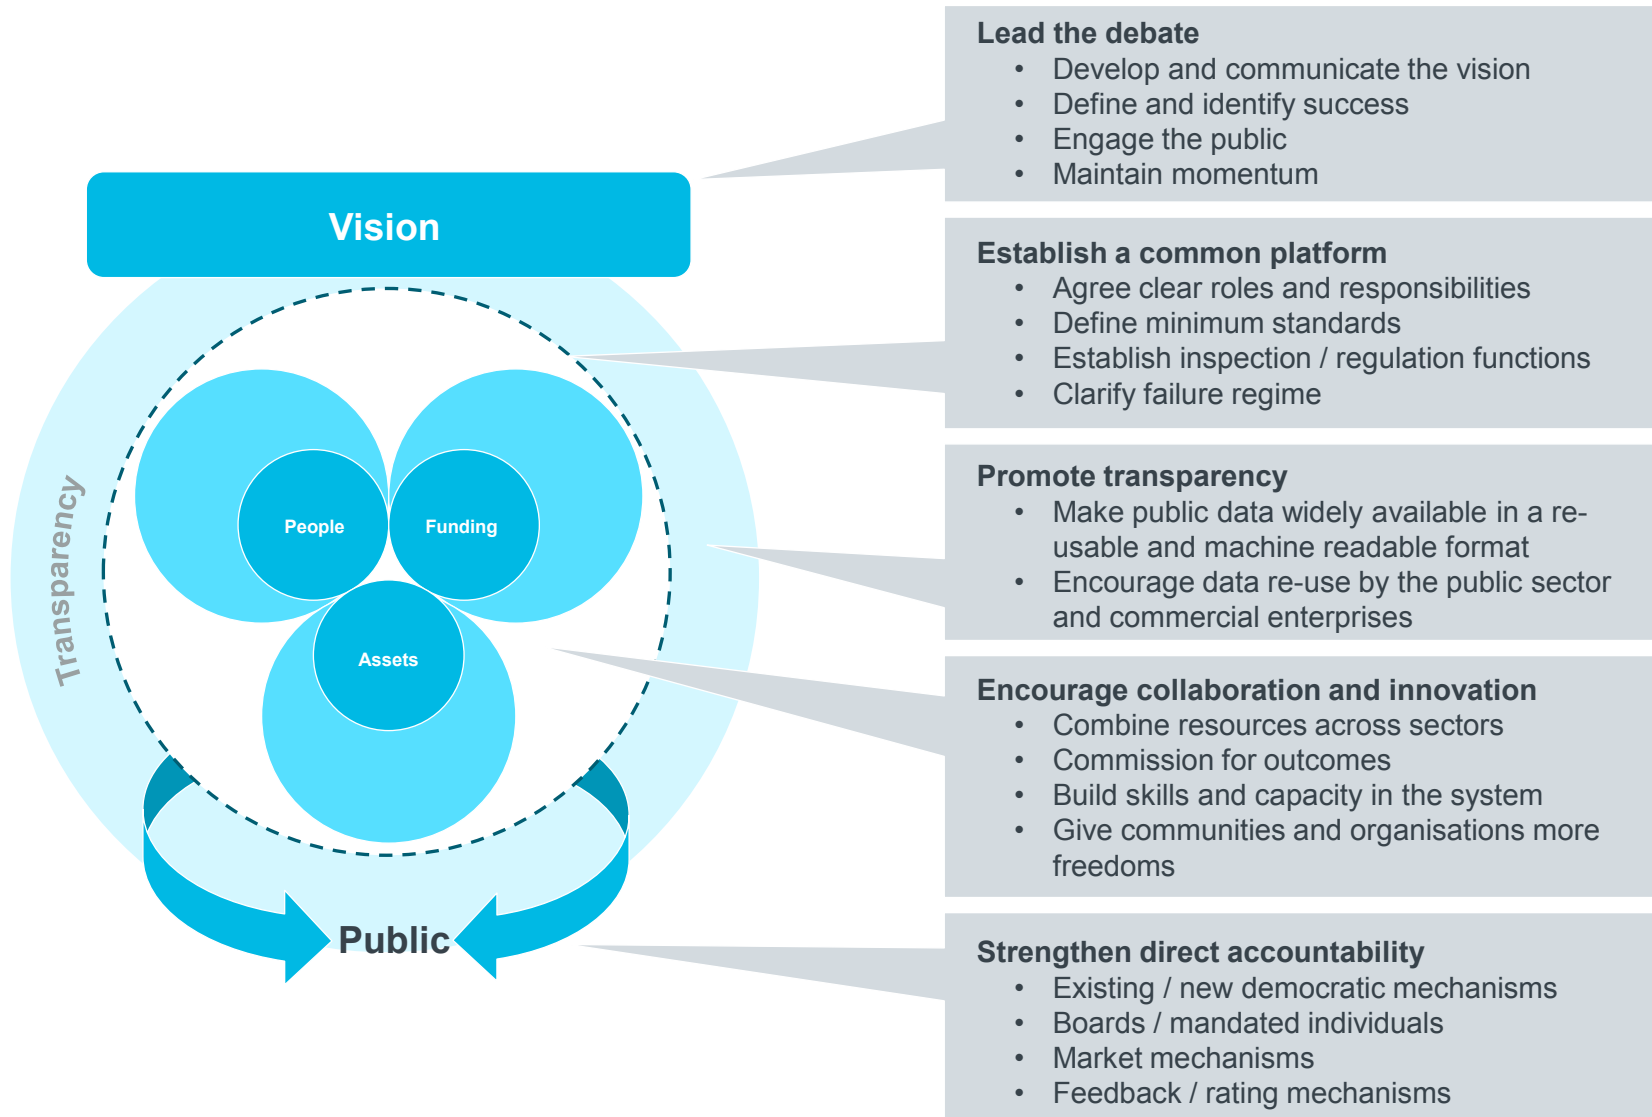 Vision
Transparency
People
Funding
Assets
Public
Lead the debate
• Develop and communicate the vision
• Define and identify success
• Engage the public
• Maintain momentum
Establish a common platform
• Agree clear roles and responsibilities
• Define minimum standards
• Establish inspection / regulation functions
• Clarify failure regime
Promote transparency
• Make public data widely available in a re-
usable and machine readable format
• Encourage data re-use by the public sector
and commercial enterprises
Encourage collaboration and innovation
• Combine resources across sectors
• Commission for outcomes
• Build skills and capacity in the system
• Give communities and organisations more
freedoms
Strengthen direct accountability
• Existing / new democratic mechanisms
• Boards / mandated individuals
• Market mechanisms
• Feedback / rating mechanisms